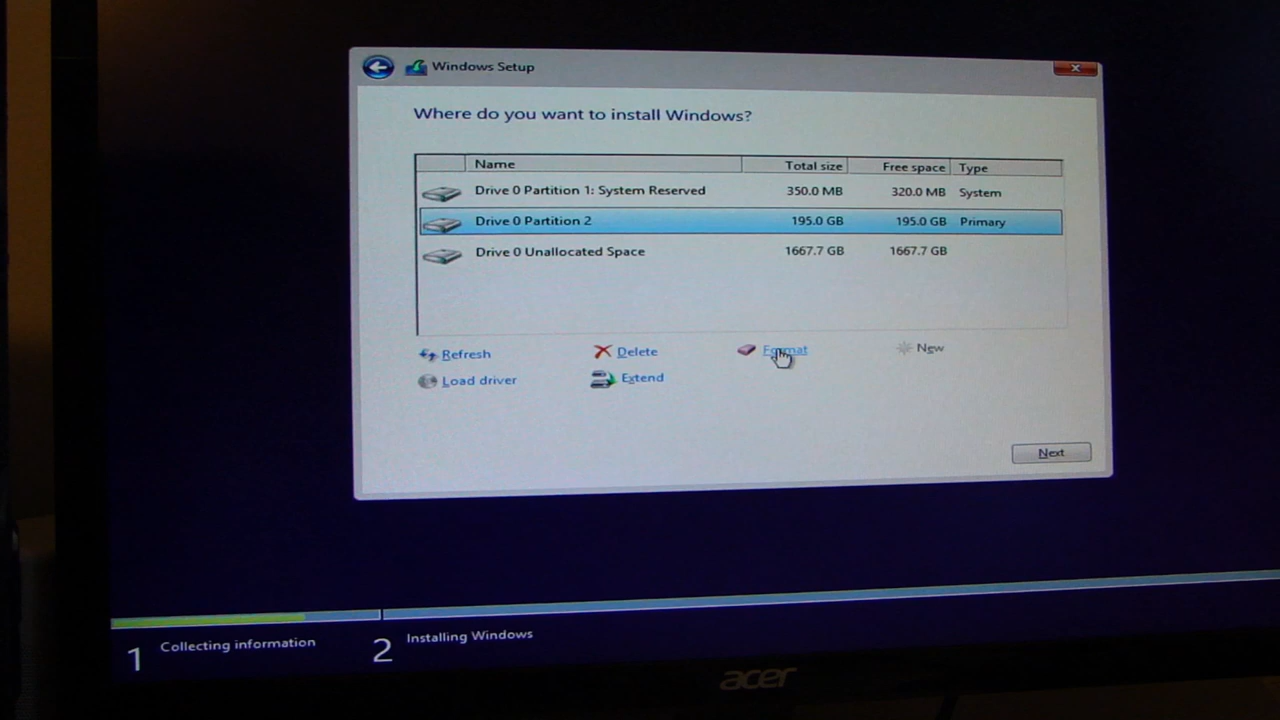 Windows Setup
Where do you want to install Windows?
Name Total size Free space Type
Drive 0 Partition 1: System Reserved 350.0 MB 320.0 MB System
Drive 0 Partition 2 195.0 GB 195.0 GB Primary
Drive 0 Unallocated Space 1667.7 GB 1667.7 GB
Refresh Delete Format New
Load driver Extend
Next
1 Collecting information 2 Installing Windows
acer